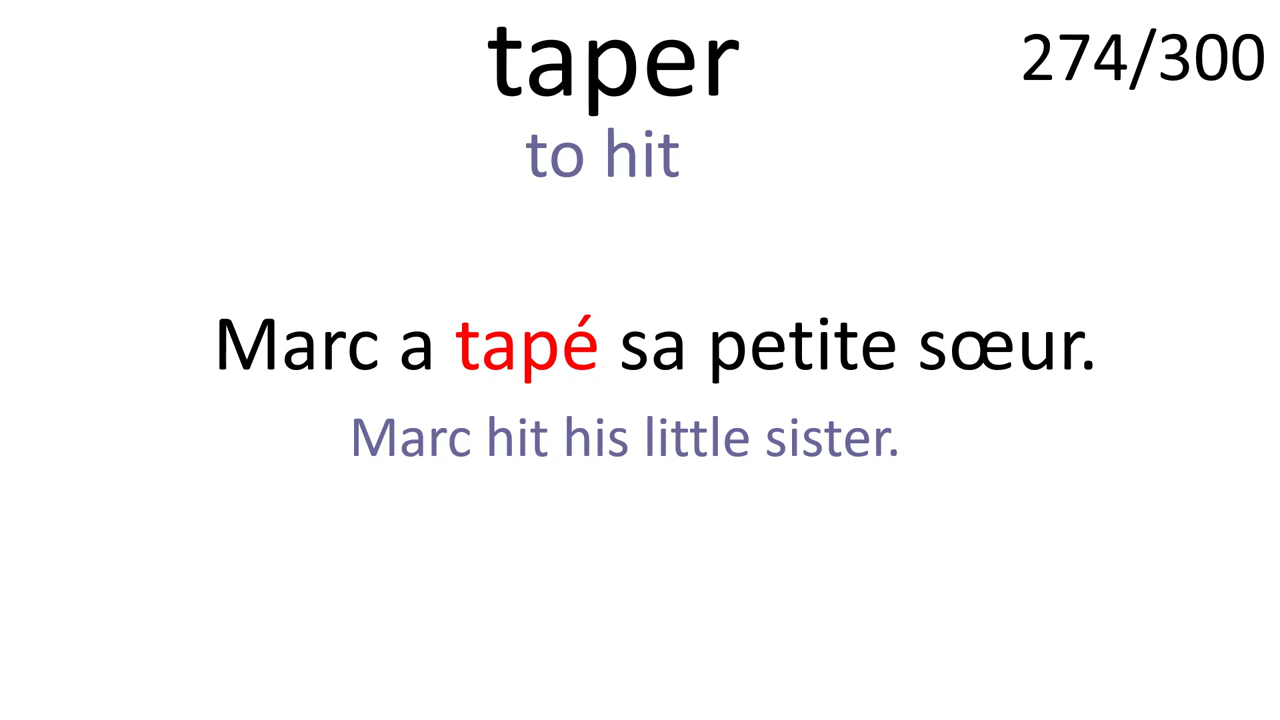 taper
274/300
to hit
Marc a tapé sa petite sœur.
Marc hit his little sister.